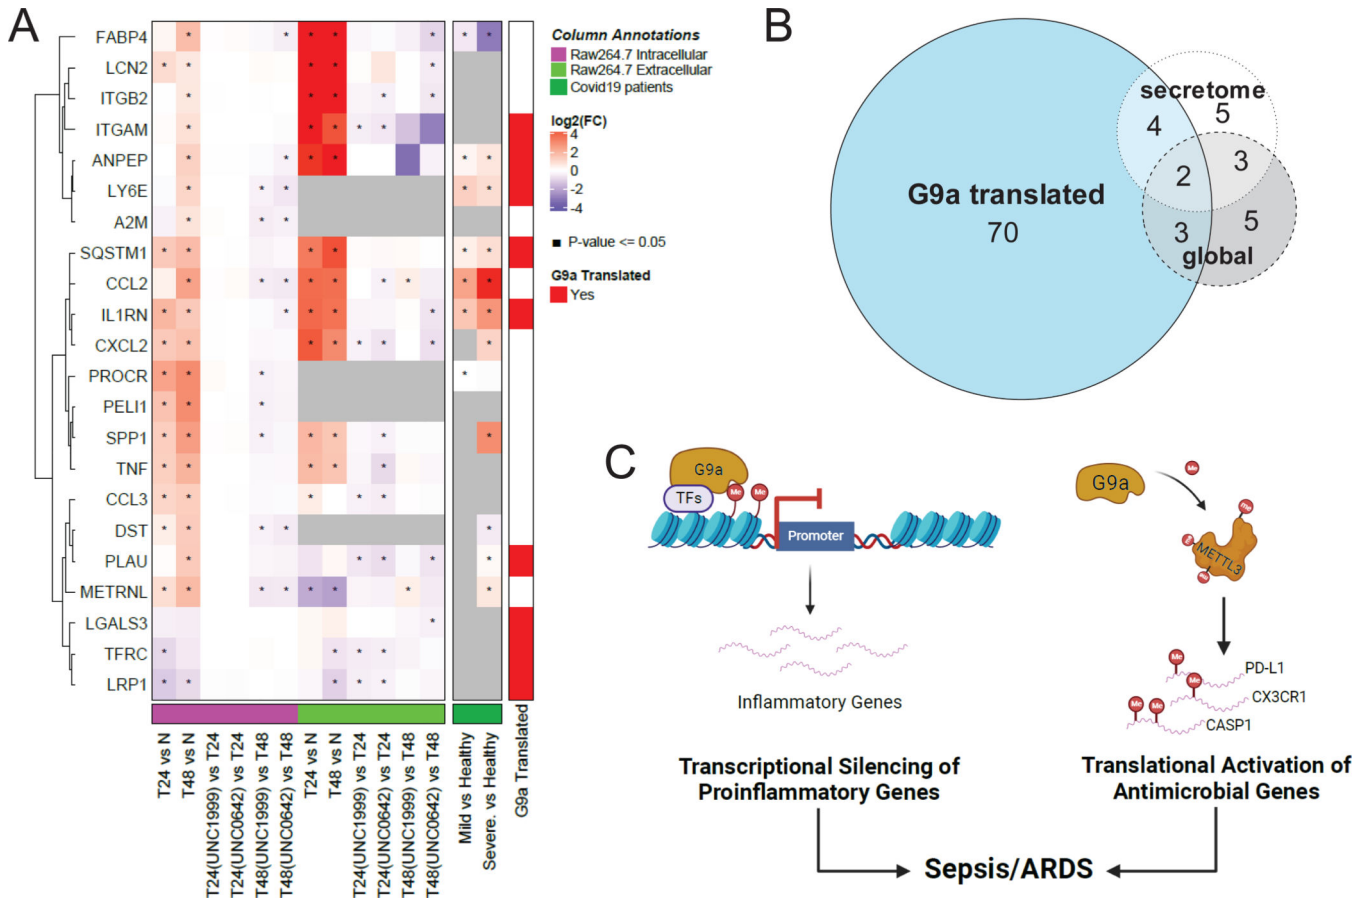 A
FABP4
LCN2
ITGB2
ITGAM
ANPEP
LY6E
A2M
SQSTM1
CCL2
IL1RN
CXCL2
PROCR
PELI1
SPP1
TNF
CCL3
DST
PLAU
METRNL
LGALS3
TFRC
LRP1
T24 vs N
T48 vs N
T24(UNC1999) vs T24
T24(UNC0642) vs T24
T48(UNC1999) vs T48
T48(UNC0642) vs T48
T24 vs N
T48 vs N
T24(UNC1999) vs T24
T24(UNC0642) vs T24
T48(UNC1999) vs T48
T48(UNC0642) vs T48
Mild vs Healthy
Severe. vs Healthy
G9a Translated
Column Annotations
Raw264.7 Intracellular
Raw264.7 Extracellular
Covid19 patients
log2(FC)
4
2
0
-2
-4
P-value <= 0.05
G9a Translated
Yes
B
G9a translated
70
secretome
4
5
2
3
3
5
global
C
G9a
TFs
Me
Me
Promoter
Inflammatory Genes
Transcriptional Silencing of
Proinflammatory Genes
G9a
Me
me
METTL3
me
Me
PD-L1
Me
CX3CR1
Me
Me
CASP1
Translational Activation of
Antimicrobial Genes
Sepsis/ARDS